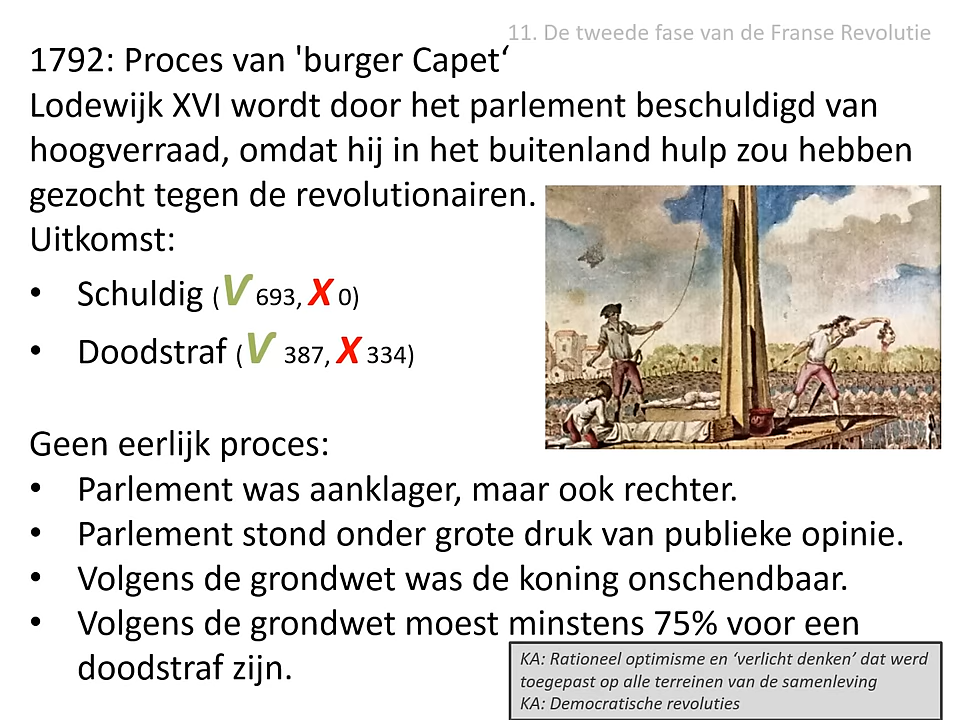 11. De tweede fase van de Franse Revolutie
1792: Proces van 'burger Capet‘
Lodewijk XVI wordt door het parlement beschuldigd van
hoogverraad, omdat hij in het buitenland hulp zou hebben
gezocht tegen de revolutionairen.
Uitkomst:
• Schuldig (V 693, X 0)
• Doodstraf (V 387, X 334)
Geen eerlijk proces:
• Parlement was aanklager, maar ook rechter.
• Parlement stond onder grote druk van publieke opinie.
• Volgens de grondwet was de koning onschendbaar.
• Volgens de grondwet moest minstens 75% voor een
doodstraf zijn.
KA: Rationeel optimisme en ‘verlicht denken’ dat werd
toegepast op alle terreinen van de samenleving
KA: Democratische revoluties